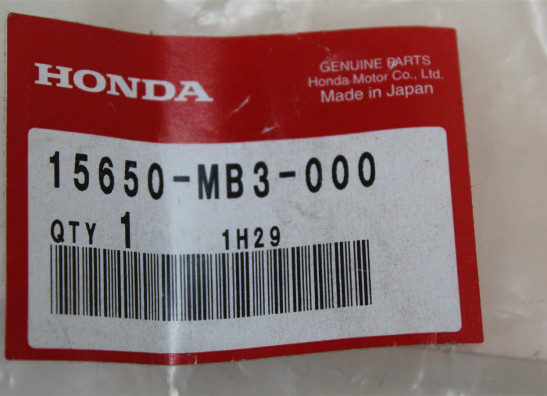 HONDA
GENUINE PARTS
Honda Motor Co., Ltd.
Made in Japan
15650-MB3-000
QTY 1 1H29